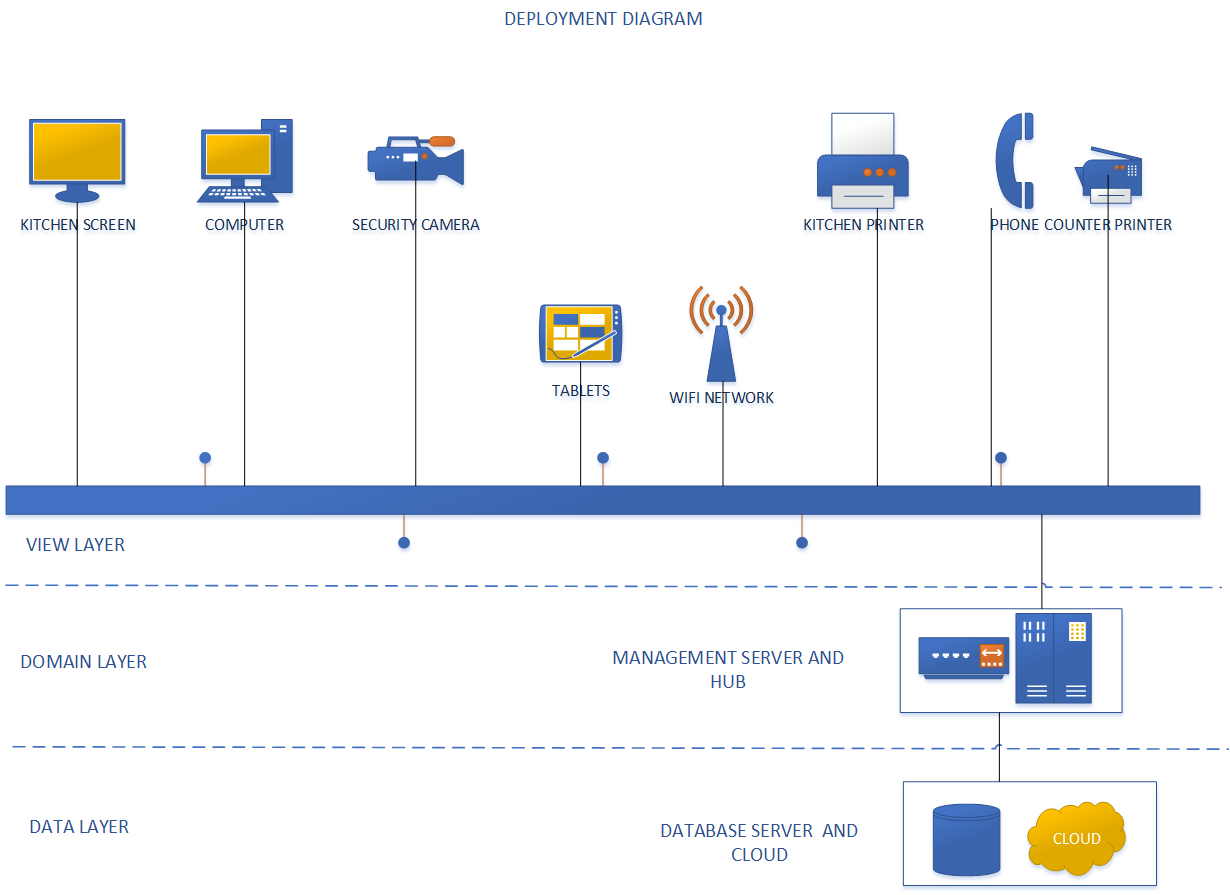 DEPLOYMENT DIAGRAM
KITCHEN SCREEN
COMPUTER
SECURITY CAMERA
KITCHEN PRINTER
PHONE
COUNTER PRINTER
TABLETS
WIFI NETWORK
VIEW LAYER
DOMAIN LAYER
MANAGEMENT SERVER AND
HUB
DATA LAYER
DATABASE SERVER  AND
CLOUD
CLOUD